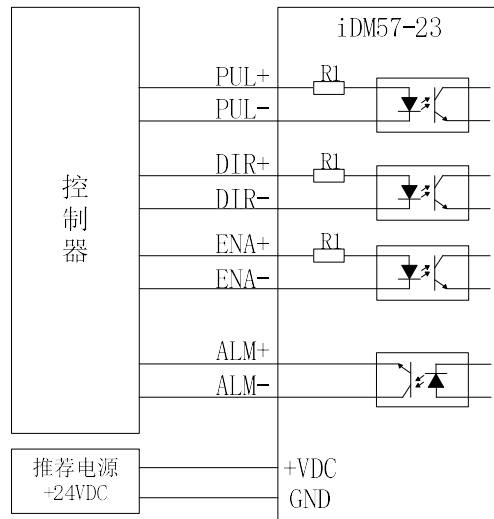 iDM57-23
PUL+
R1
PUL-
DIR+
R1
DIR-
控制器
ENA+
R1
ENA-
ALM+
ALM-
推荐电源
+24VDC
+VDC
GND